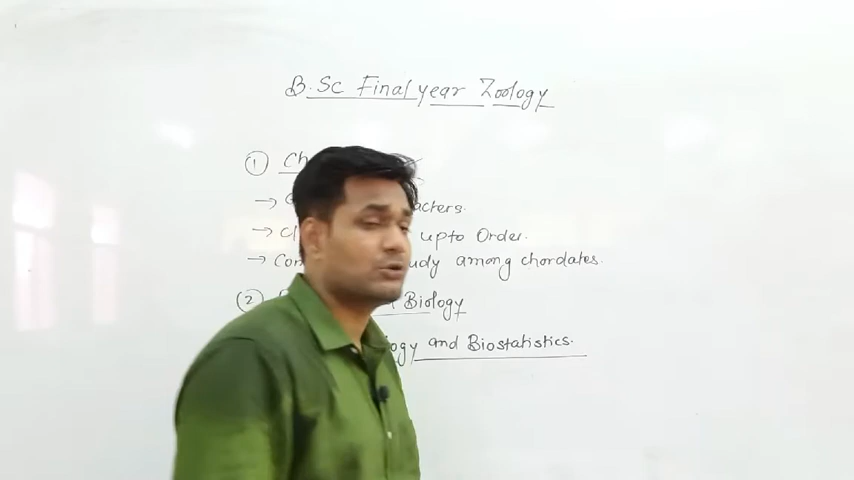 B.Sc Final year Zoology
① Ch
→ acters.
→ cl upto Order.
→ Com udy among chordates.
② Biology
ogy and Biostatistics.